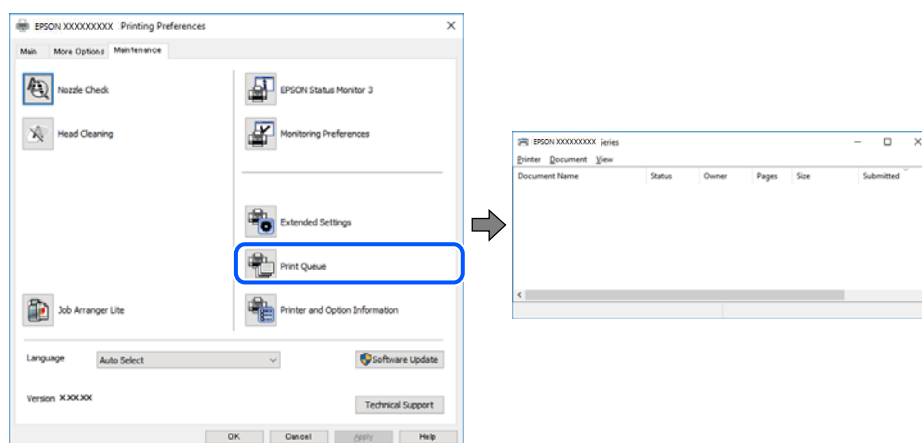 EPSON XXXXXXXXX Printing Preferences
Main More Options Maintenance
Nozzle Check
EPSON Status Monitor 3
Head Cleaning
Monitoring Preferences
Extended Settings
Print Queue
Job Arranger Lite
Printer and Option Information
Language Auto Select Software Update
Version X.XX.XX
Technical Support
OK Cancel Apply Help
EPSON XXXXXXXXX jeries
Printer Document View
Document Name Status Owner Pages Size Submitted